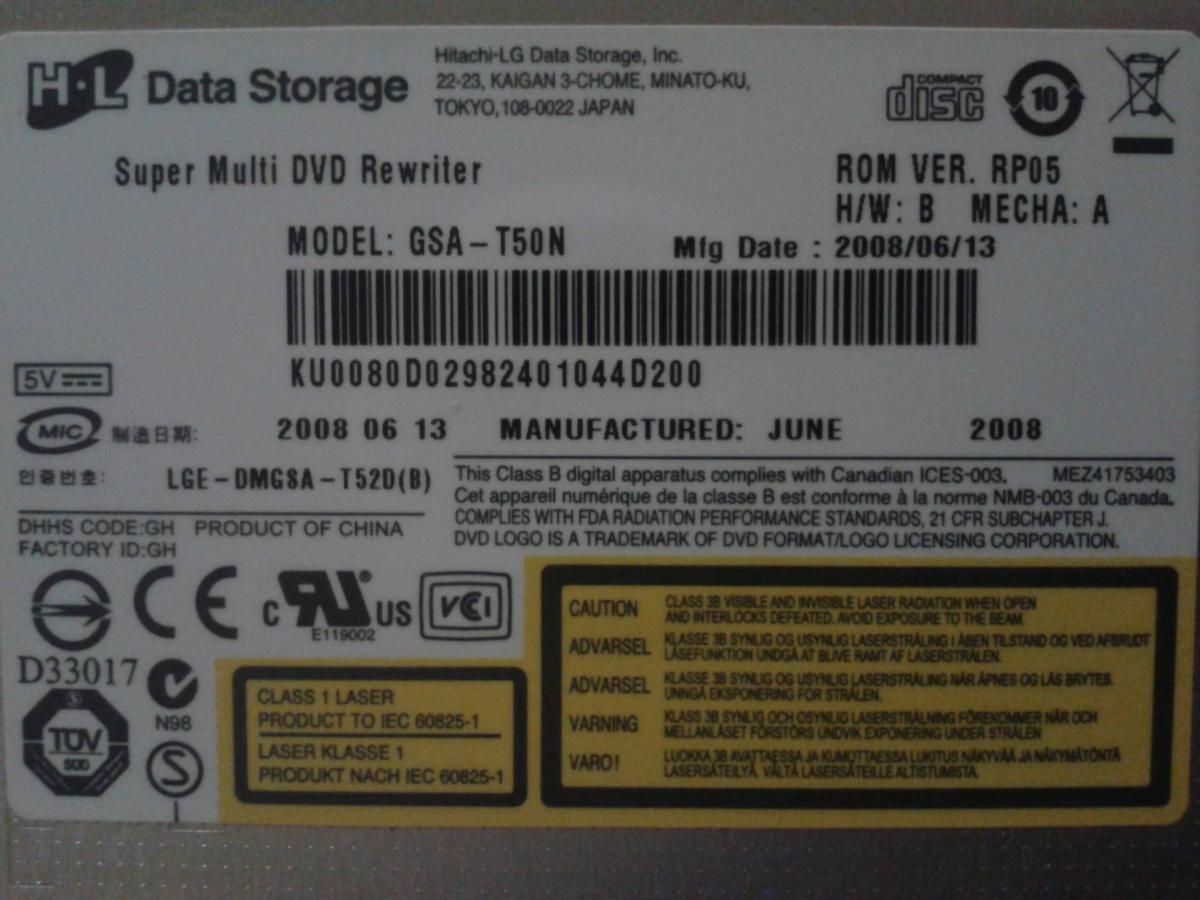 H·L Data Storage
Hitachi-LG Data Storage, Inc.
22-23, KAIGAN 3-CHOME, MINATO-KU,
TOKYO,108-0022 JAPAN
COMPACT
disc
10
Super Multi DVD Rewriter
ROM VER. RP05
H/W: B MECHA: A
MODEL: GSA-T50N
Mfg Date : 2008/06/13
KU0080D02982401044D200
5V
MIC 制造日期:
2008 06 13 MANUFACTURED: JUNE 2008
인증번호: LGE-DMGSA-T52D(B)
This Class B digital apparatus complies with Canadian ICES-003. MEZ41753403
Cet appareil numérique de la classe B est conforme à la norme NMB-003 du Canada.
COMPLIES WITH FDA RADIATION PERFORMANCE STANDARDS, 21 CFR SUBCHAPTER J.
DVD LOGO IS A TRADEMARK OF DVD FORMAT/LOGO LICENSING CORPORATION.
DHHS CODE:GH PRODUCT OF CHINA
FACTORY ID:GH
CE
c RU® US
E119002
VCI
D33017
N98
TÜV
SÜD
S
CLASS 1 LASER
PRODUCT TO IEC 60825-1
LASER KLASSE 1
PRODUKT NACH IEC 60825-1
CAUTION CLASS 3B VISIBLE AND INVISIBLE LASER RADIATION WHEN OPEN
AND INTERLOCKS DEFEATED. AVOID EXPOSURE TO THE BEAM.
ADVARSEL KLASSE 3B SYNLIG OG USYNLIG LASERSTRÅLING I ÅBEN TILSTAND OG VED AFBRUDT
LÅSEFUNKTION UNDGÅ AT BLIVE RAMT AF LASERSTRÅLEN.
ADVARSEL KLASSE 3B SYNLIG OG USYNLIG LASERSTRÅLING NÅR ÅPNES OG LÅS BRYTES.
UNNGÅ EKSPONERING FOR STRÅLEN.
VARNING KLASS 3B SYNLIG OCH OSYNLIG LASERSTRÅLNING FÖREKOMMER NÄR OCH
MELLANLÅSET FÖRSTÖRS UNDVIK EXPONERING UNDER STRÅLEN
VARO! LUOKKA 3B AVATTAESSA JA KUMOTTAESSA LUKITUS NÄKYVÄÄ JA NÄKYMÄTÖNTÄ
LASERSÄTEILYÄ, VÄLTÄ LASERSÄTEILLE ALTISTUMISTA.